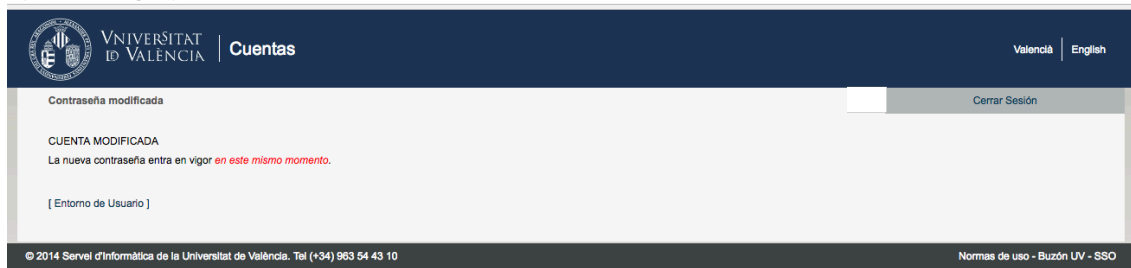 VNIVERSITAT
ID VALÈNCIA
Cuentas
Valencià
English
Contraseña modificada
Cerrar Sesión
CUENTA MODIFICADA
La nueva contraseña entra en vigor en este mismo momento.
[ Entorno de Usuario ]
© 2014 Servei d'Informàtica de la Universitat de València. Tel (+34) 963 54 43 10
Normas de uso - Buzón UV - SSO